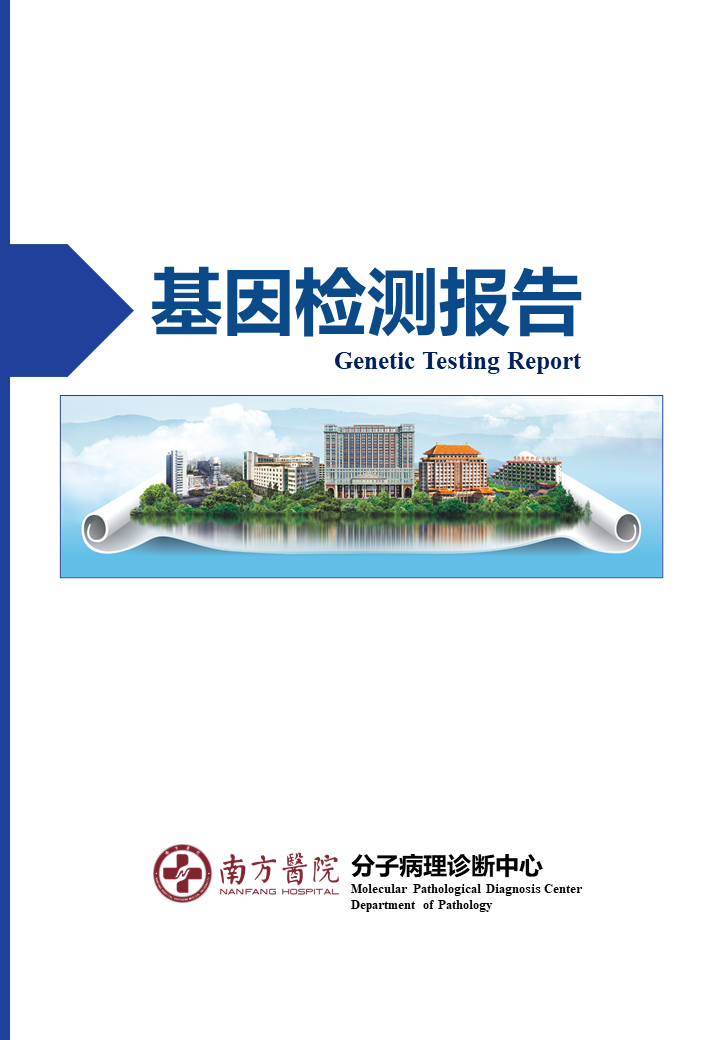 基因检测报告
Genetic Testing Report
南方醫院
NANFANG HOSPITAL
分子病理诊断中心
Molecular Pathological Diagnosis Center
Department of Pathology